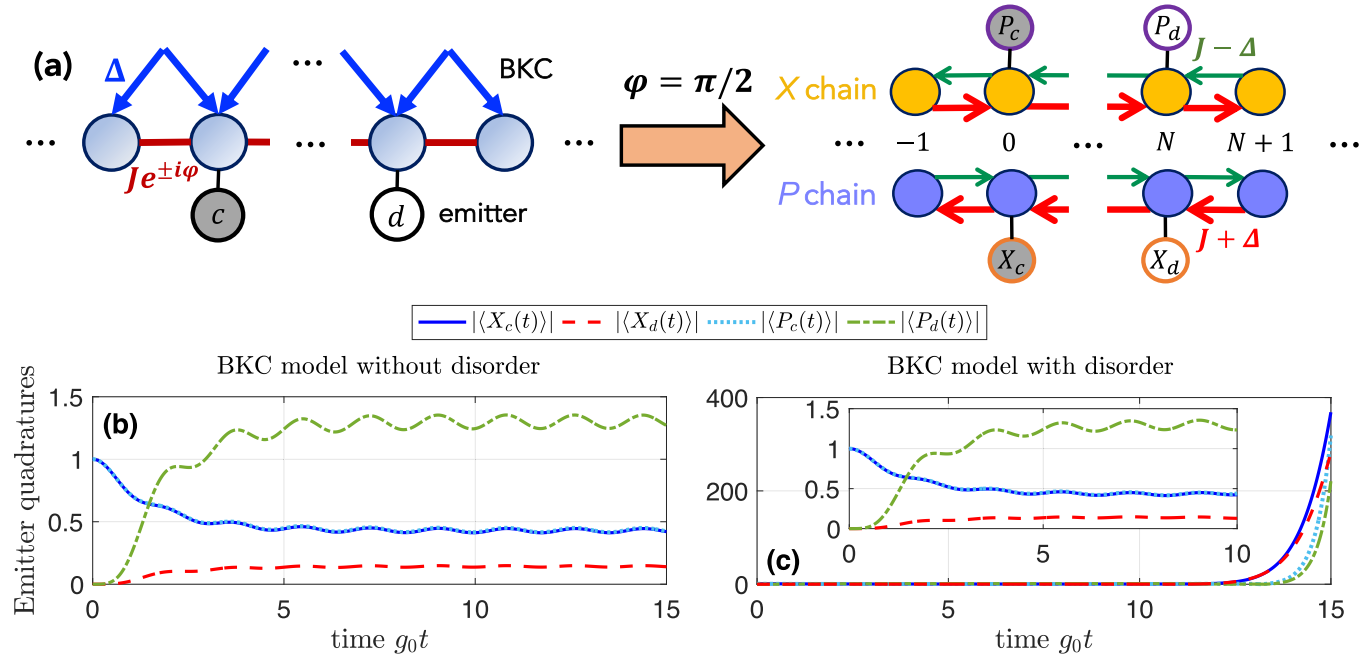 (a)
Δ
...
BKC
...
...
...
Je^{±iφ}
c
d
emitter
φ = π/2
P_c
P_d
J − Δ
X chain
...
−1
0
...
N
N + 1
...
P chain
J + Δ
X_c
X_d
|⟨X_c(t)⟩|
|⟨X_d(t)⟩|
|⟨P_c(t)⟩|
|⟨P_d(t)⟩|
BKC model without disorder
(b)
Emitter quadratures
1.5
1
0.5
0
0
5
10
15
time g_0t
BKC model with disorder
(c)
400
200
0
0
5
10
15
time g_0t
1.5
1
0.5
0
0
5
10